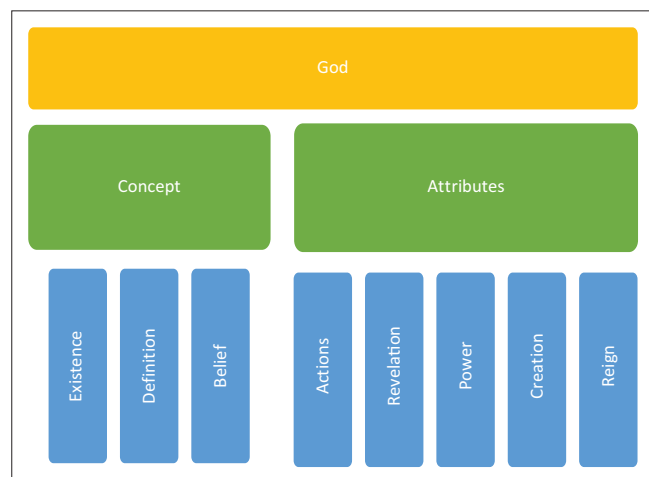 God
Concept
Attributes
Existence
Definition
Belief
Actions
Revelation
Power
Creation
Reign